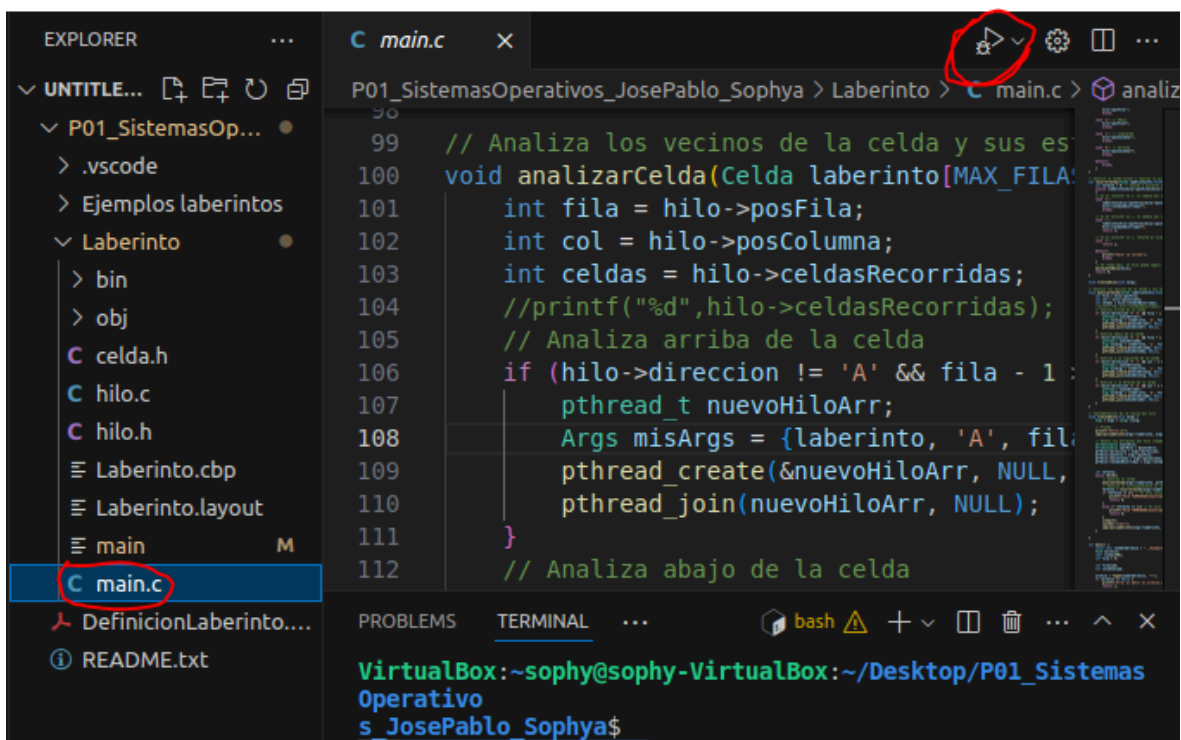 EXPLORER ...
UNTITLE...
P01_SistemasOp...
.vscode
Ejemplos laberintos
Laberinto
bin
obj
C celda.h
C hilo.c
C hilo.h
Laberinto.cbp
Laberinto.layout
main M
C main.c
DefinicionLaberinto....
README.txt
C main.c ×
P01_SistemasOperativos_JosePablo_Sophya > Laberinto > C main.c > analiz
98
99 // Analiza los vecinos de la celda y sus es
100 void analizarCelda(Celda laberinto[MAX_FILAS
101 int fila = hilo->posFila;
102 int col = hilo->posColumna;
103 int celdas = hilo->celdasRecorridas;
104 //printf("%d",hilo->celdasRecorridas);
105 // Analiza arriba de la celda
106 if (hilo->direccion != 'A' && fila - 1 >
107 pthread_t nuevoHiloArr;
108 Args misArgs = {laberinto, 'A', fila
109 pthread_create(&nuevoHiloArr, NULL,
110 pthread_join(nuevoHiloArr, NULL);
111 }
112 // Analiza abajo de la celda
PROBLEMS TERMINAL ... bash
VirtualBox:~sophy@sophy-VirtualBox:~/Desktop/P01_Sistemas
Operativo
s_JosePablo_Sophya$